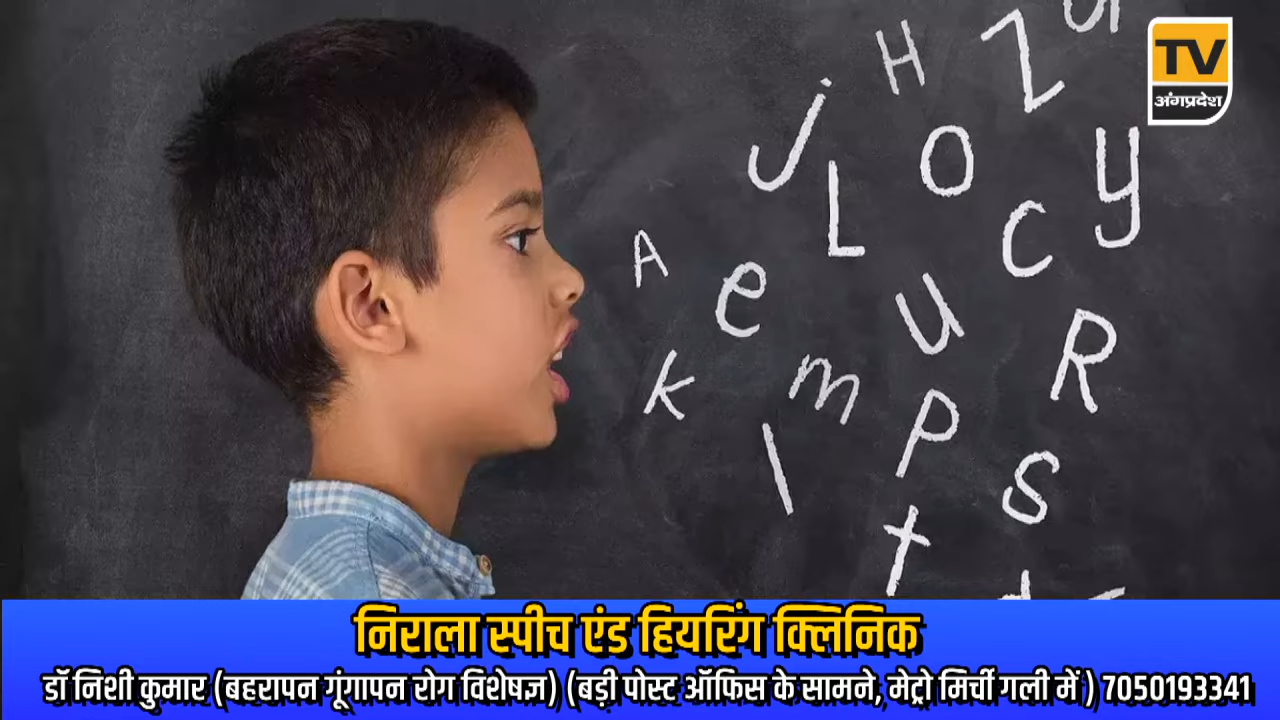 H
Z
TV
अंगप्रदेश
J
O
y
L
C
A
e
u
R
k
m
P
l
S
t
निराला स्पीच एंड हियरिंग क्लिनिक
डॉ निशी कुमार (बहरापन गूंगापन रोग विशेषज्ञ) (बड़ी पोस्ट ऑफिस के सामने, मेट्रो मिर्ची गली में ) 7050193341